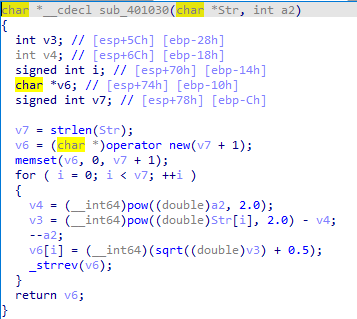 char *__cdecl sub_401030(char *Str, int a2)
{
int v3; // [esp+5Ch] [ebp-28h]
int v4; // [esp+6Ch] [ebp-18h]
signed int i; // [esp+70h] [ebp-14h]
char *v6; // [esp+74h] [ebp-10h]
signed int v7; // [esp+78h] [ebp-Ch]
v7 = strlen(Str);
v6 = (char *)operator new(v7 + 1);
memset(v6, 0, v7 + 1);
for ( i = 0; i < v7; ++i )
{
v4 = (__int64)pow((double)a2, 2.0);
v3 = (__int64)pow((double)Str[i], 2.0) - v4;
--a2;
v6[i] = (__int64)(sqrt((double)v3) + 0.5);
_strrev(v6);
}
return v6;
}